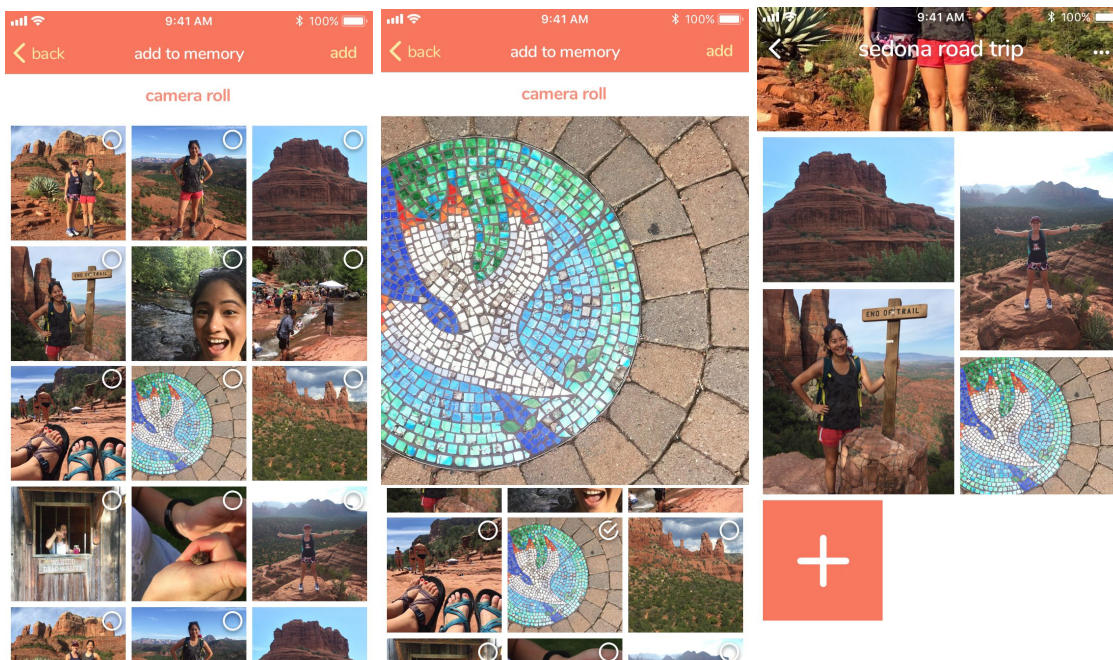 9:41 AM
100%
back
add to memory
add
camera roll
END OF TRAIL
9:41 AM
100%
back
add to memory
add
camera roll
9:41 AM
100%
sedona road trip
...
END OF TRAIL